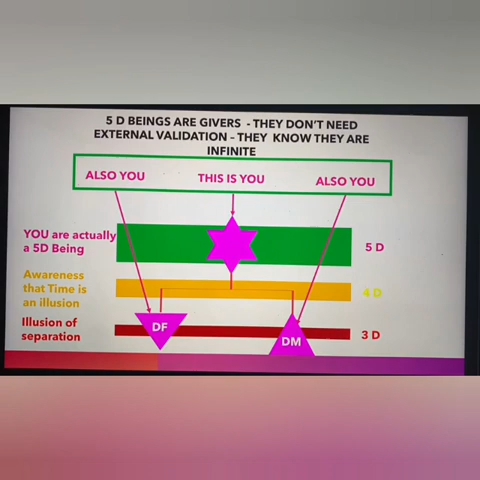 5 D BEINGS ARE GIVERS - THEY DON'T NEED
EXTERNAL VALIDATION - THEY KNOW THEY ARE
INFINITE
ALSO YOU
THIS IS YOU
ALSO YOU
YOU are actually
a 5D Being
5 D
Awareness
that Time is
an illusion
4 D
Illusion of
separation
DF
DM
3 D